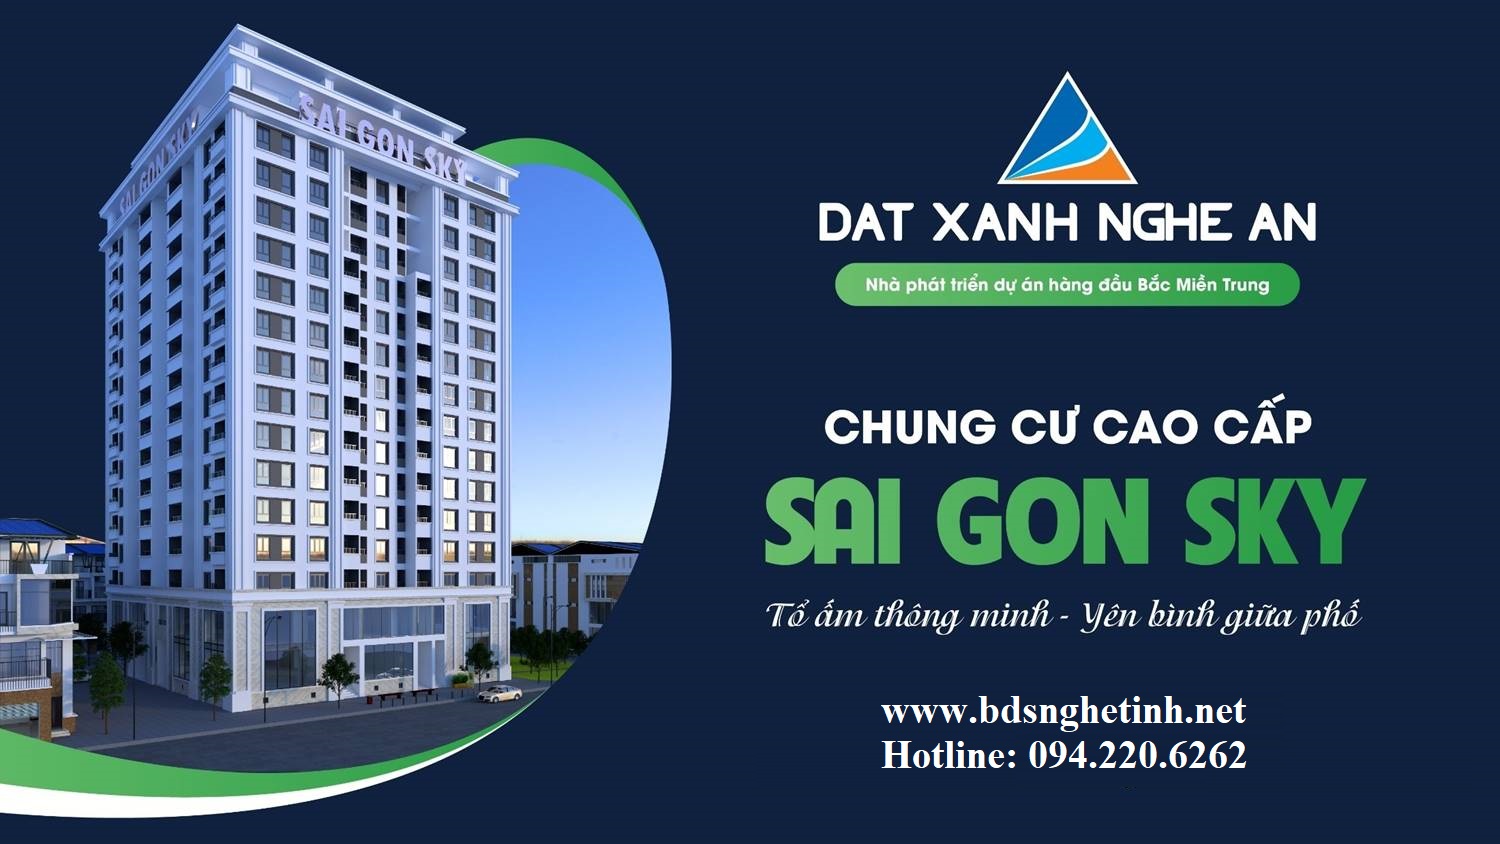 SAI GON SKY
SAI GON SKY
DAT XANH NGHE AN
Nhà phát triển dự án hàng đầu Bắc Miền Trung
CHUNG CƯ CAO CẤP
SAI GON SKY
Tổ ấm thông minh - Yên bình giữa phố
www.bdsnghetinh.net
Hotline: 094.220.6262